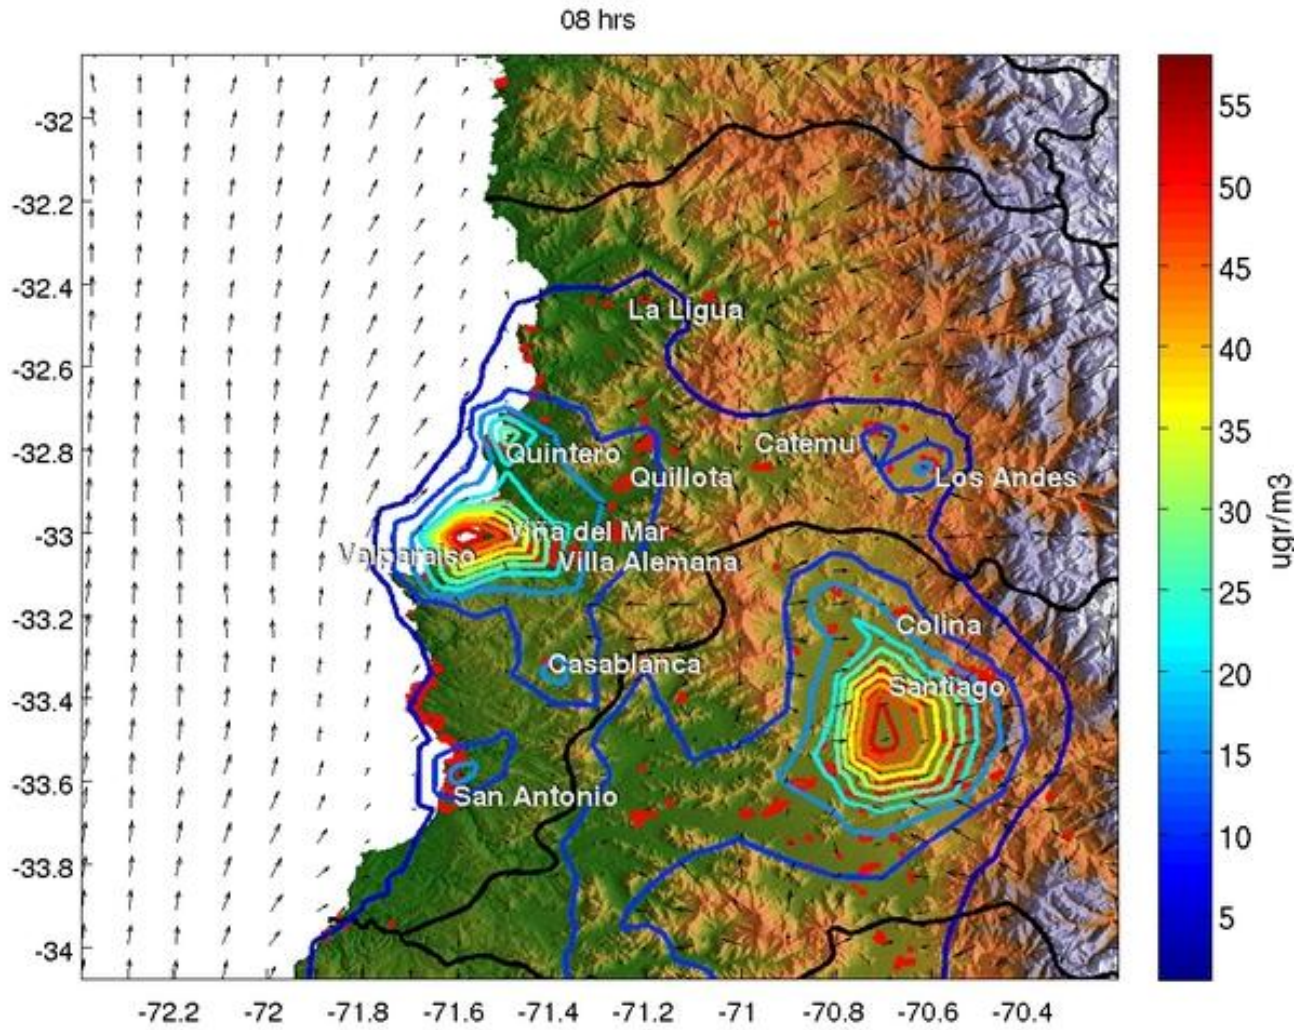 08 hrs
-32
-32.2
-32.4
-32.6
-32.8
-33
-33.2
-33.4
-33.6
-33.8
-34
La Ligua
Quintero
Catemu
Quillota
Los Andes
Viña del Mar
Valparaiso
Villa Alemana
Colina
Casablanca
Santiago
San Antonio
-72.2 -72 -71.8 -71.6 -71.4 -71.2 -71 -70.8 -70.6 -70.4
55
50
45
40
35
30
25
20
15
10
5
ugr/m3